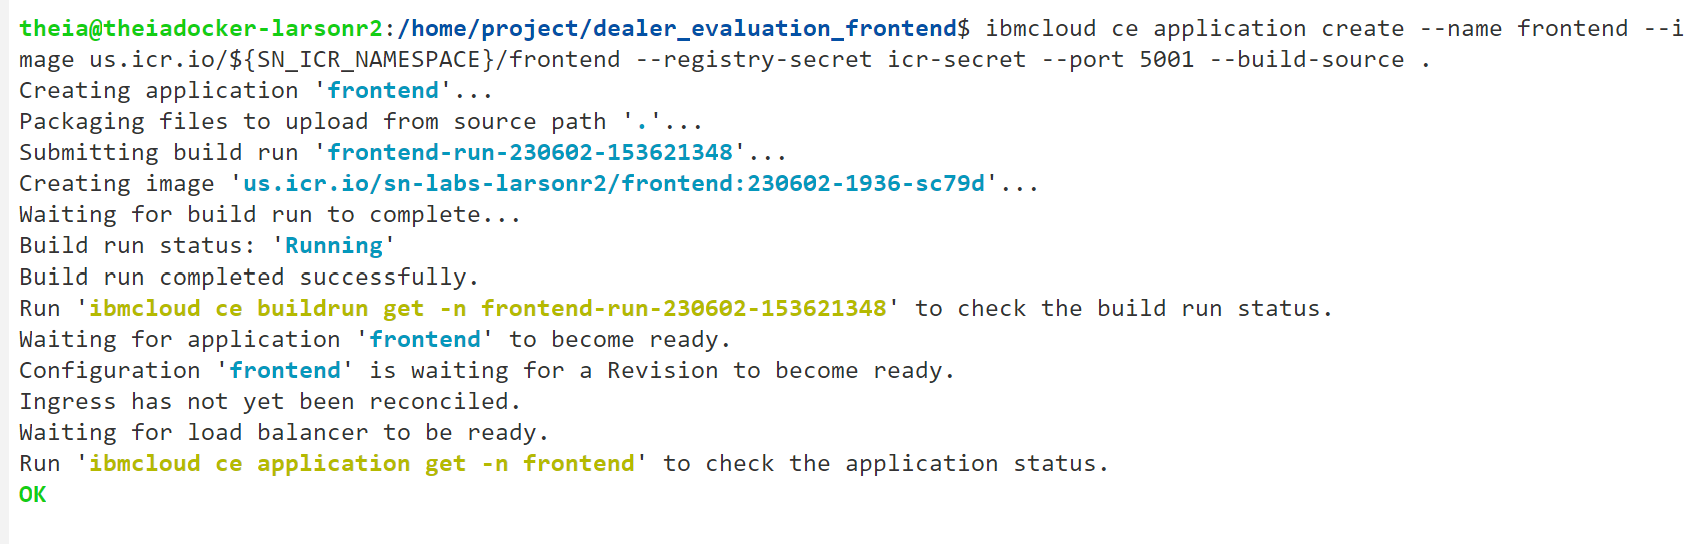 theia@theiadocker-larsonr2:/home/project/dealer_evaluation_frontend$ ibmcloud ce application create --name frontend --i
mage us.icr.io/${SN_ICR_NAMESPACE}/frontend --registry-secret icr-secret --port 5001 --build-source .
Creating application 'frontend'...
Packaging files to upload from source path '.'...
Submitting build run 'frontend-run-230602-153621348'...
Creating image 'us.icr.io/sn-labs-larsonr2/frontend:230602-1936-sc79d'...
Waiting for build run to complete...
Build run status: 'Running'
Build run completed successfully.
Run 'ibmcloud ce buildrun get -n frontend-run-230602-153621348' to check the build run status.
Waiting for application 'frontend' to become ready.
Configuration 'frontend' is waiting for a Revision to become ready.
Ingress has not yet been reconciled.
Waiting for load balancer to be ready.
Run 'ibmcloud ce application get -n frontend' to check the application status.
OK